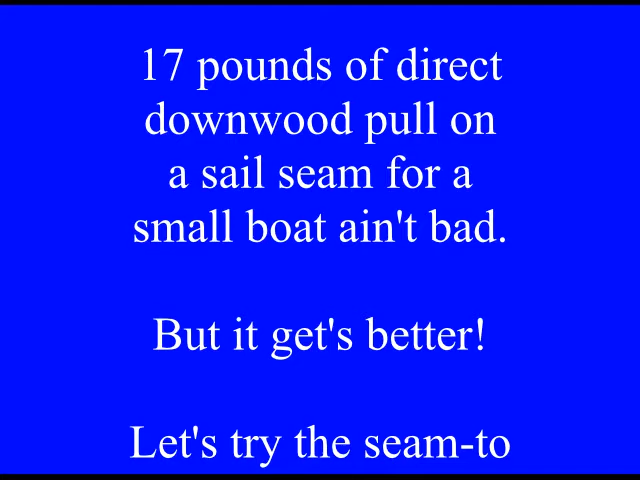 17 pounds of direct
downwood pull on
a sail seam for a
small boat ain't bad.
But it get's better!
Let's try the seam-to